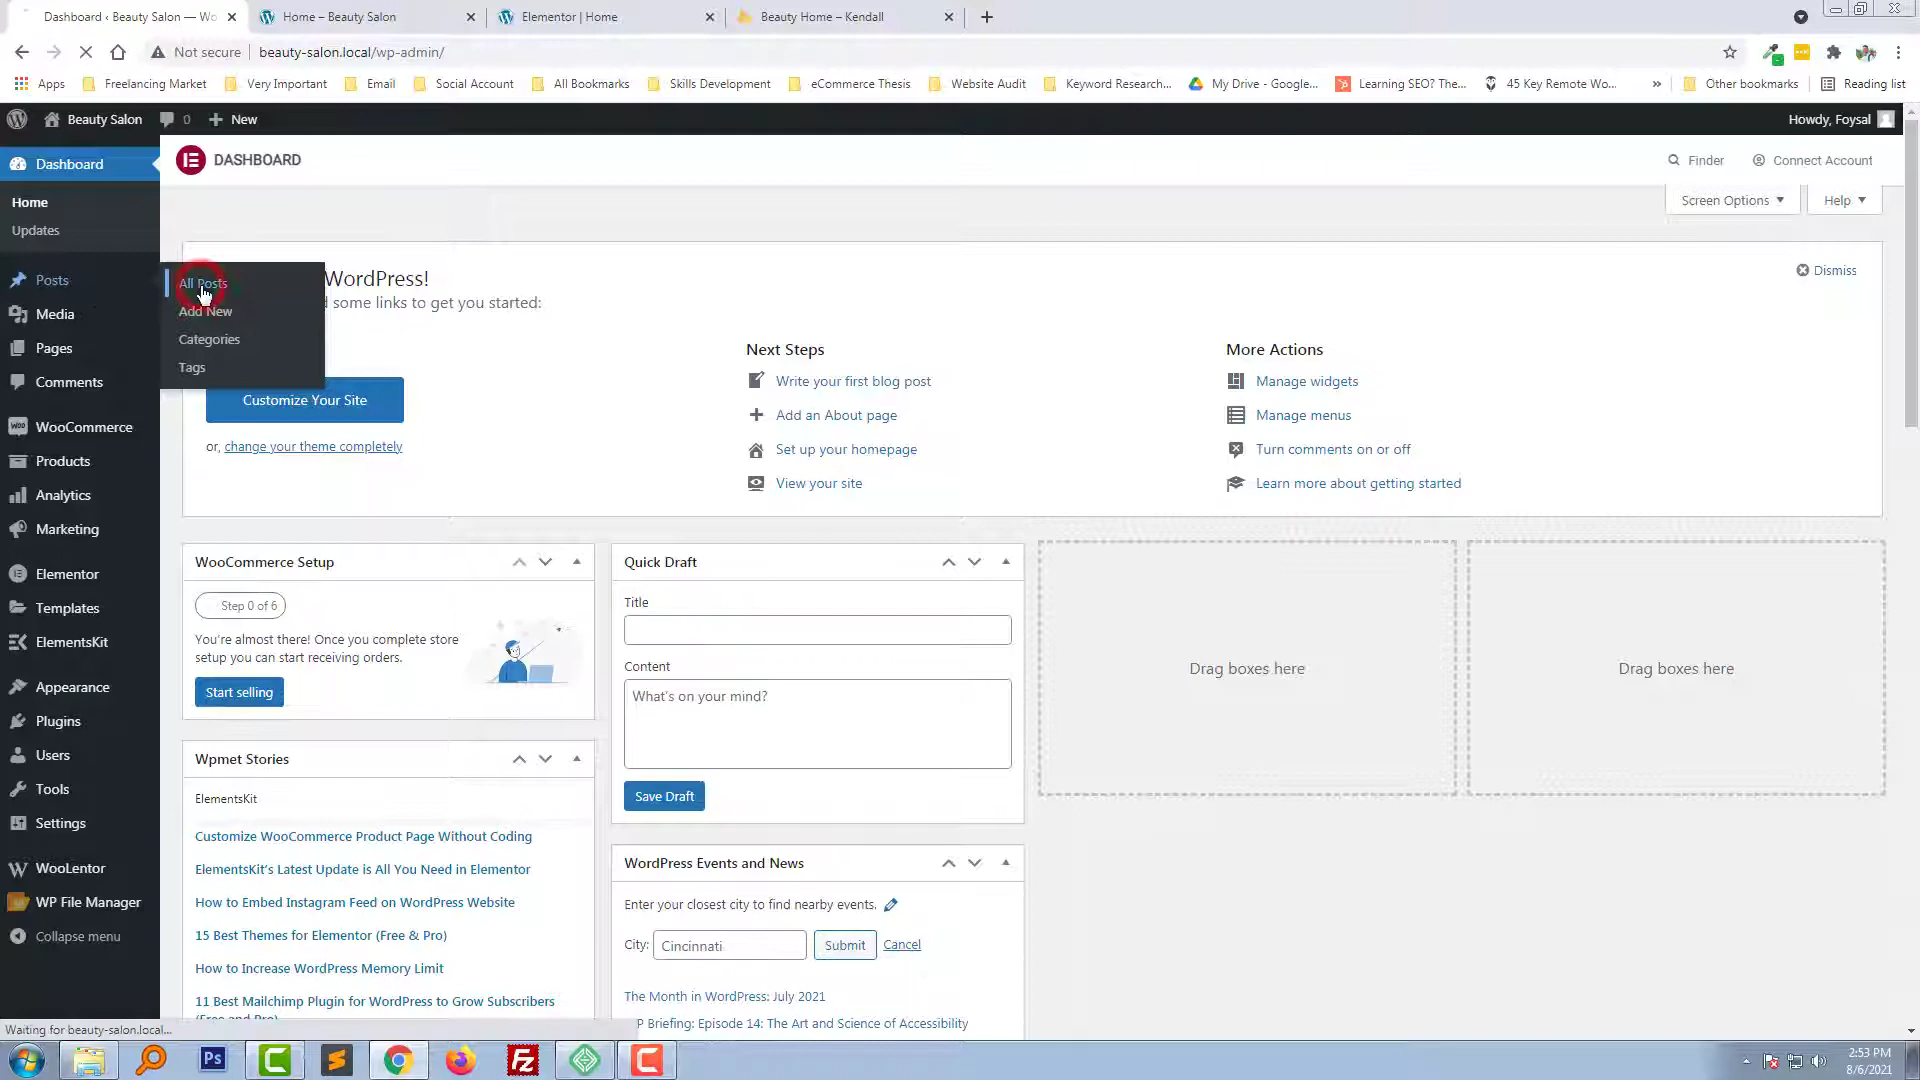 Dashboard ‹ Beauty Salon — Wo
Home – Beauty Salon
Elementor | Home
Beauty Home – Kendall
Not secure
beauty-salon.local/wp-admin/
Apps
Freelancing Market
Very Important
Email
Social Account
All Bookmarks
Skills Development
eCommerce Thesis
Website Audit
Keyword Research...
My Drive - Google...
Learning SEO? The...
45 Key Remote Wo...
»
Other bookmarks
Reading list
Beauty Salon
0
New
Howdy, Foysal
Dashboard
DASHBOARD
Finder
Connect Account
Home
Screen Options
Help
Updates
Posts
All Posts
Add New
Categories
Tags
WordPress!
d some links to get you started:
Dismiss
Media
Pages
Comments
WooCommerce
Products
Analytics
Marketing
Elementor
Templates
ElementsKit
Appearance
Plugins
Users
Tools
Settings
WooLentor
WP File Manager
Collapse menu
Customize Your Site
or, change your theme completely
Next Steps
Write your first blog post
Add an About page
Set up your homepage
View your site
More Actions
Manage widgets
Manage menus
Turn comments on or off
Learn more about getting started
WooCommerce Setup
Step 0 of 6
You're almost there! Once you complete store
setup you can start receiving orders.
Start selling
Wpmet Stories
ElementsKit
Customize WooCommerce Product Page Without Coding
ElementsKit's Latest Update is All You Need in Elementor
How to Embed Instagram Feed on WordPress Website
15 Best Themes for Elementor (Free & Pro)
How to Increase WordPress Memory Limit
11 Best Mailchimp Plugin for WordPress to Grow Subscribers
(Free and Pro)
Quick Draft
Title
Content
What's on your mind?
Save Draft
WordPress Events and News
Enter your closest city to find nearby events.
City:
Cincinnati
Submit
Cancel
The Month in WordPress: July 2021
P Briefing: Episode 14: The Art and Science of Accessibility
Drag boxes here
Drag boxes here
Waiting for beauty-salon.local...
Ps
2:53 PM
8/6/2021